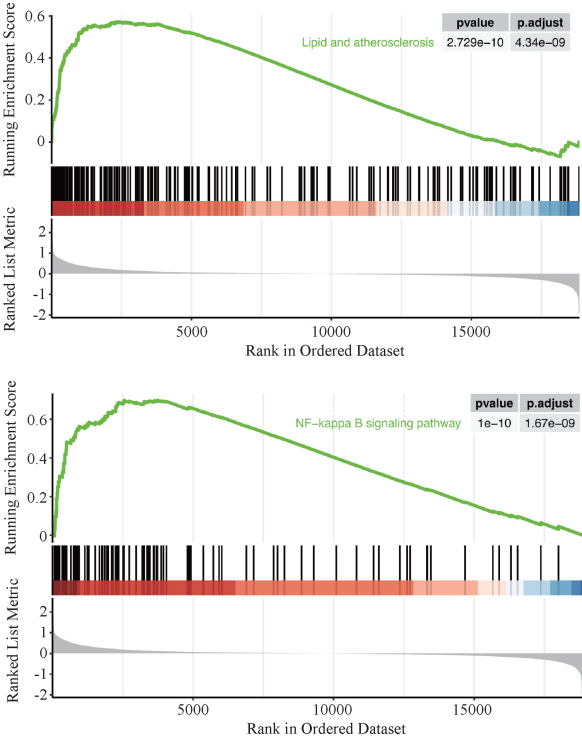 Running Enrichment Score
0.6
0.4
0.2
0
Lipid and atherosclerosis
pvalue p.adjust
2.729e−10 4.34e−09
Ranked List Metric
2
1
0
-1
-2
5000 10000 15000
Rank in Ordered Dataset
Running Enrichment Score
0.6
0.4
0.2
0
NF−kappa B signaling pathway
pvalue p.adjust
1e−10 1.67e−09
Ranked List Metric
2
1
0
-1
-2
5000 10000 15000
Rank in Ordered Dataset